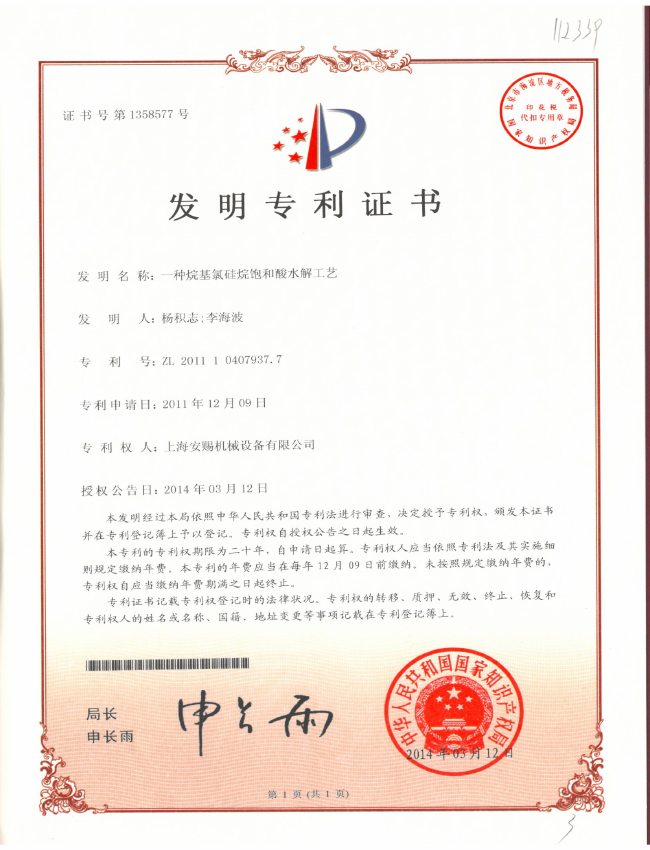 112339
证书号第1358577号
北京市海淀区地方税务局
印花税
代扣专用章
国家知识产权局
发明专利证书
发明名称：一种烷基氯硅烷饱和酸水解工艺
发明人：杨积志;李海波
专利号：ZL 2011 1 0407937.7
专利申请日：2011年12月09日
专利权人：上海安赐机械设备有限公司
授权公告日：2014年03月12日
本发明经过本局依照中华人民共和国专利法进行审查，决定授予专利权，颁发本证书
并在专利登记簿上予以登记。专利权自授权公告之日起生效。
本专利的专利权期限为二十年，自申请日起算。专利权人应当依照专利法及其实施细
则规定缴纳年费。本专利的年费应当在每年12月09日前缴纳。未按照规定缴纳年费的，
专利权自应当缴纳年费期满之日起终止。
专利证书记载专利权登记时的法律状况。专利权的转移、质押、无效、终止、恢复和
专利权人的姓名或名称、国籍、地址变更等事项记载在专利登记簿上。
局长
申长雨
申长雨
中华人民共和国国家知识产权局
2014年03月12日
第1页(共1页)
3